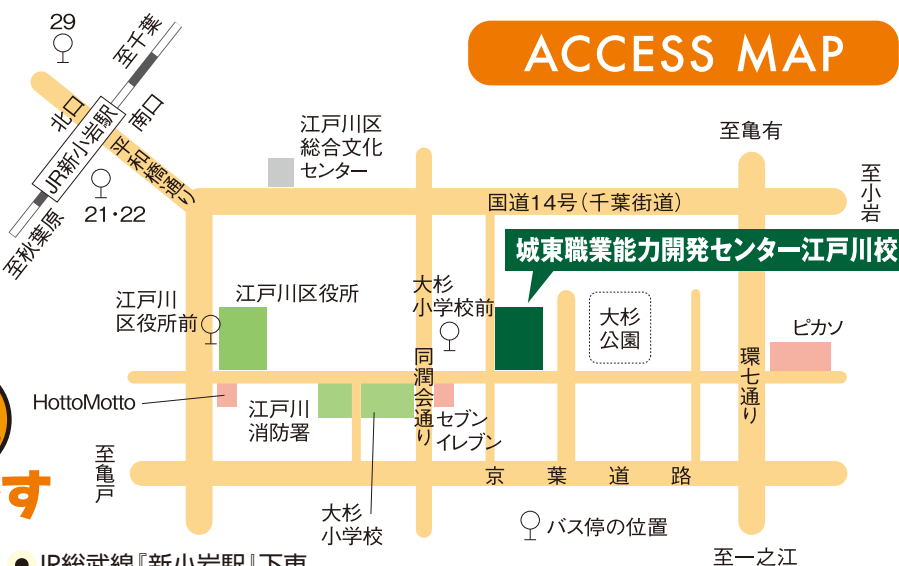 29
至千葉
ACCESS MAP
北口
南口
JR新小岩駅
平和橋通り
21・22
至秋葉原
江戸川区
総合文化
センター
至亀有
至小岩
国道14号(千葉街道)
城東職業能力開発センター江戸川校
江戸川
区役所前
江戸川区役所
大杉
小学校前
大杉
公園
ピカソ
同潤会通り
環七通り
HottoMotto
江戸川
消防署
セブン
イレブン
至亀戸
京葉道路
す
大杉
小学校
バス停の位置
至一之江
●JR総武線『新小岩駅』下車